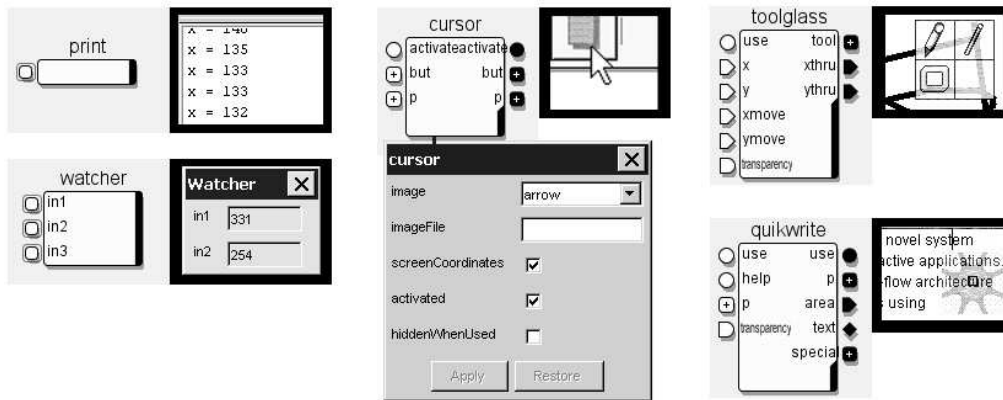 print
x = 140
x = 135
x = 133
x = 133
x = 132
watcher
in1
in2
in3
Watcher
in1 331
in2 254
cursor
activate activate
but but
p p
cursor
image arrow
imageFile
screenCoordinates
activated
hiddenWhenUsed
Apply Restore
toolglass
use tool
x xthru
y ythru
xmove
ymove
transparency
quikwrite
use use
help p
p area
transparency text
special
novel system
active applications.
-flow architecture
using